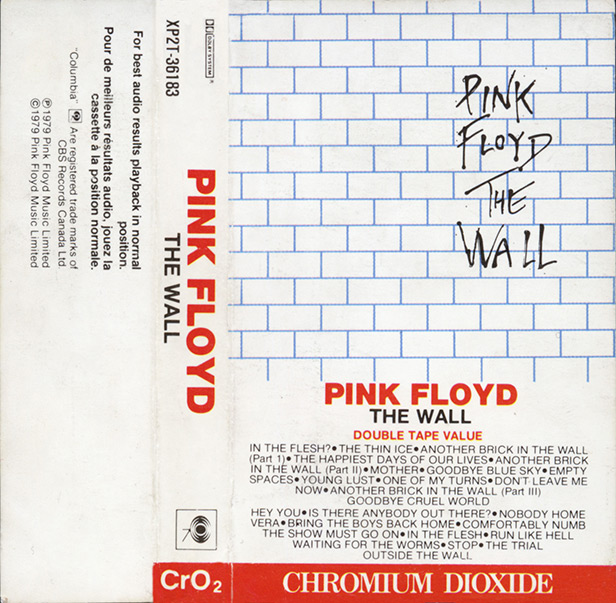 For best audio results playback in normal
position.
Pour de meilleurs résultats audio, jouez la
cassette à la position normale.
"Columbia" Are registered trade marks of
CBS Records Canada Ltd.
℗ 1979 Pink Floyd Music Limited
© 1979 Pink Floyd Music Limited
DOLBY SYSTEM
XP2T-36183
PINK FLOYD
THE WALL
CrO2
PINK
FLOYD
THE
WALL
PINK FLOYD
THE WALL
DOUBLE TAPE VALUE
IN THE FLESH?•THE THIN ICE•ANOTHER BRICK IN THE WALL
(Part 1)•THE HAPPIEST DAYS OF OUR LIVES•ANOTHER BRICK
IN THE WALL (Part II)•MOTHER•GOODBYE BLUE SKY•EMPTY
SPACES•YOUNG LUST•ONE OF MY TURNS•DON'T LEAVE ME
NOW•ANOTHER BRICK IN THE WALL (Part III)
GOODBYE CRUEL WORLD
HEY YOU•IS THERE ANYBODY OUT THERE?•NOBODY HOME
VERA•BRING THE BOYS BACK HOME•COMFORTABLY NUMB
THE SHOW MUST GO ON•IN THE FLESH•RUN LIKE HELL
WAITING FOR THE WORMS•STOP•THE TRIAL
OUTSIDE THE WALL
CHROMIUM DIOXIDE